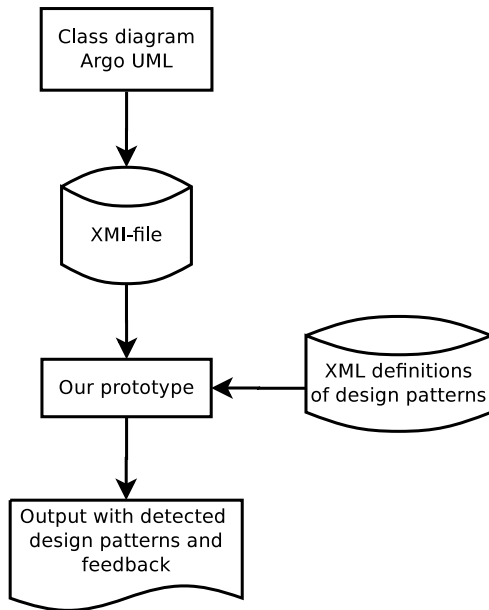 Class diagram
Argo UML
XMI-file
Our prototype
XML definitions
of design patterns
Output with detected
design patterns and
feedback